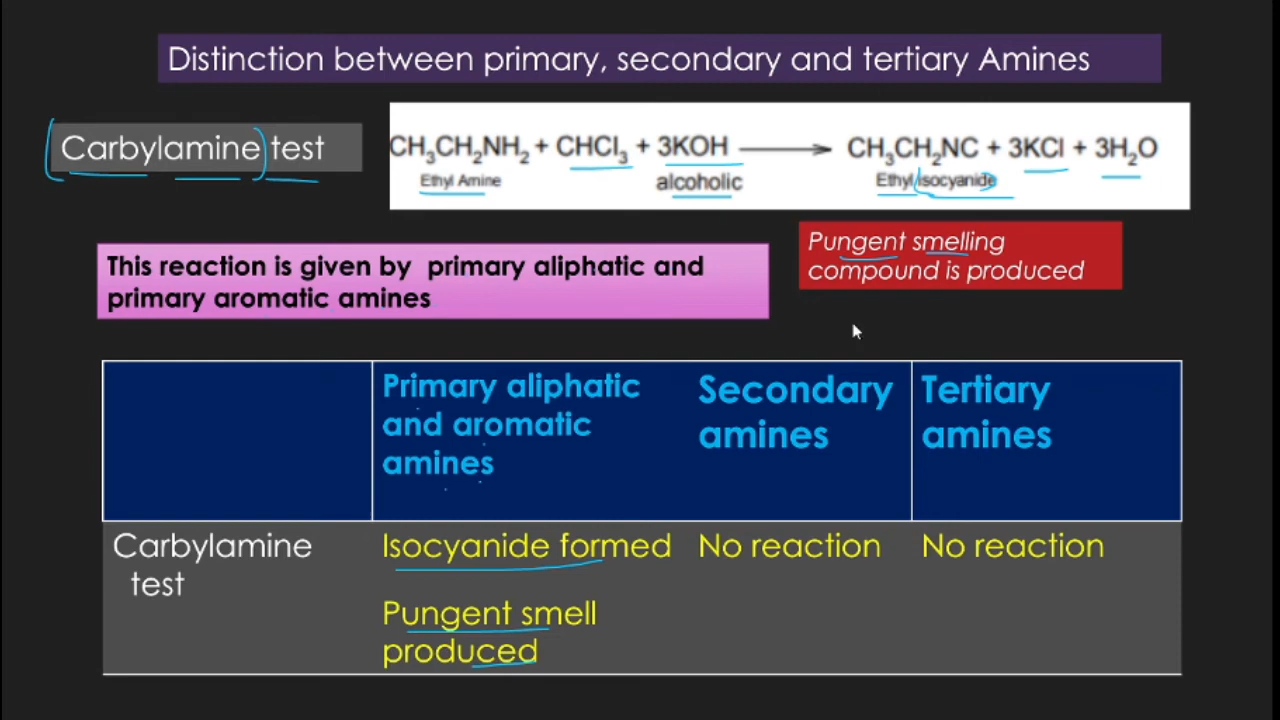 Distinction between primary, secondary and tertiary Amines
Carbylamine test
CH₃CH₂NH₂ + CHCl₃ + 3KOH ⟶ CH₃CH₂NC + 3KCl + 3H₂O
Ethyl Amine alcoholic Ethyl isocyanide
Pungent smelling
compound is produced
This reaction is given by primary aliphatic and
primary aromatic amines
Primary aliphatic
and aromatic
amines
Secondary
amines
Tertiary
amines
Carbylamine
test
Isocyanide formed
Pungent smell
produced
No reaction
No reaction